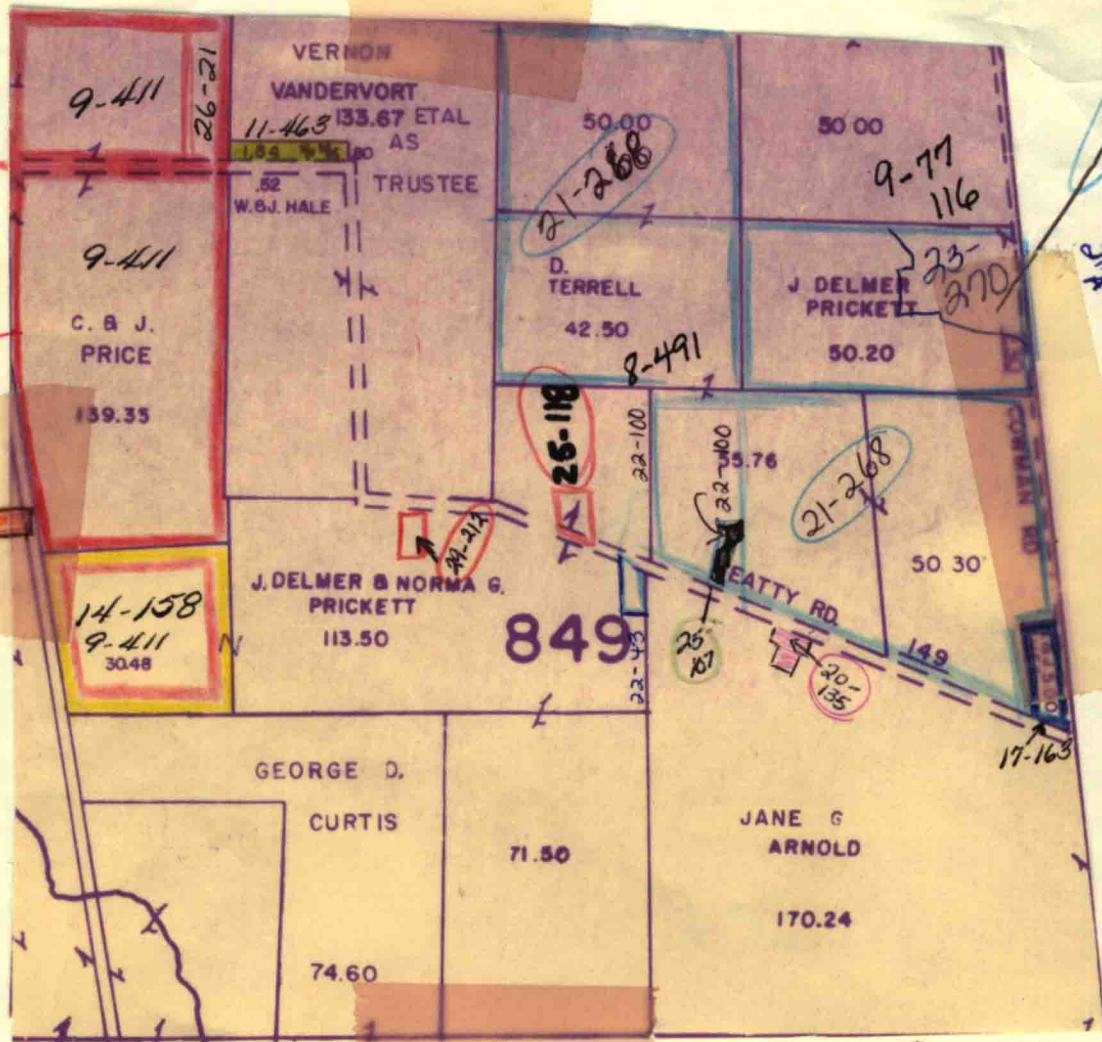 VERNON
VANDERVORT
133.67 ETAL
AS
TRUSTEE
9-411
26-21
11-463
.52
W.&J. HALE
50.00
50 00
21-268
9-77
116
9-411
C. & J.
PRICE
139.35
D.
TERRELL
42.50
J DELMER
PRICKETT
50.20
23-
270
8-491
25-118
22-100
22-100
21-268
COWMAN RD
50 30
29-212
J. DELMER & NORMA G.
PRICKETT
113.50
849
EATTY RD.
149
14-158
9-411
30.48
22-43
25-
107
20-
135
17-163
GEORGE D.
CURTIS
71.50
74.60
JANE G
ARNOLD
170.24